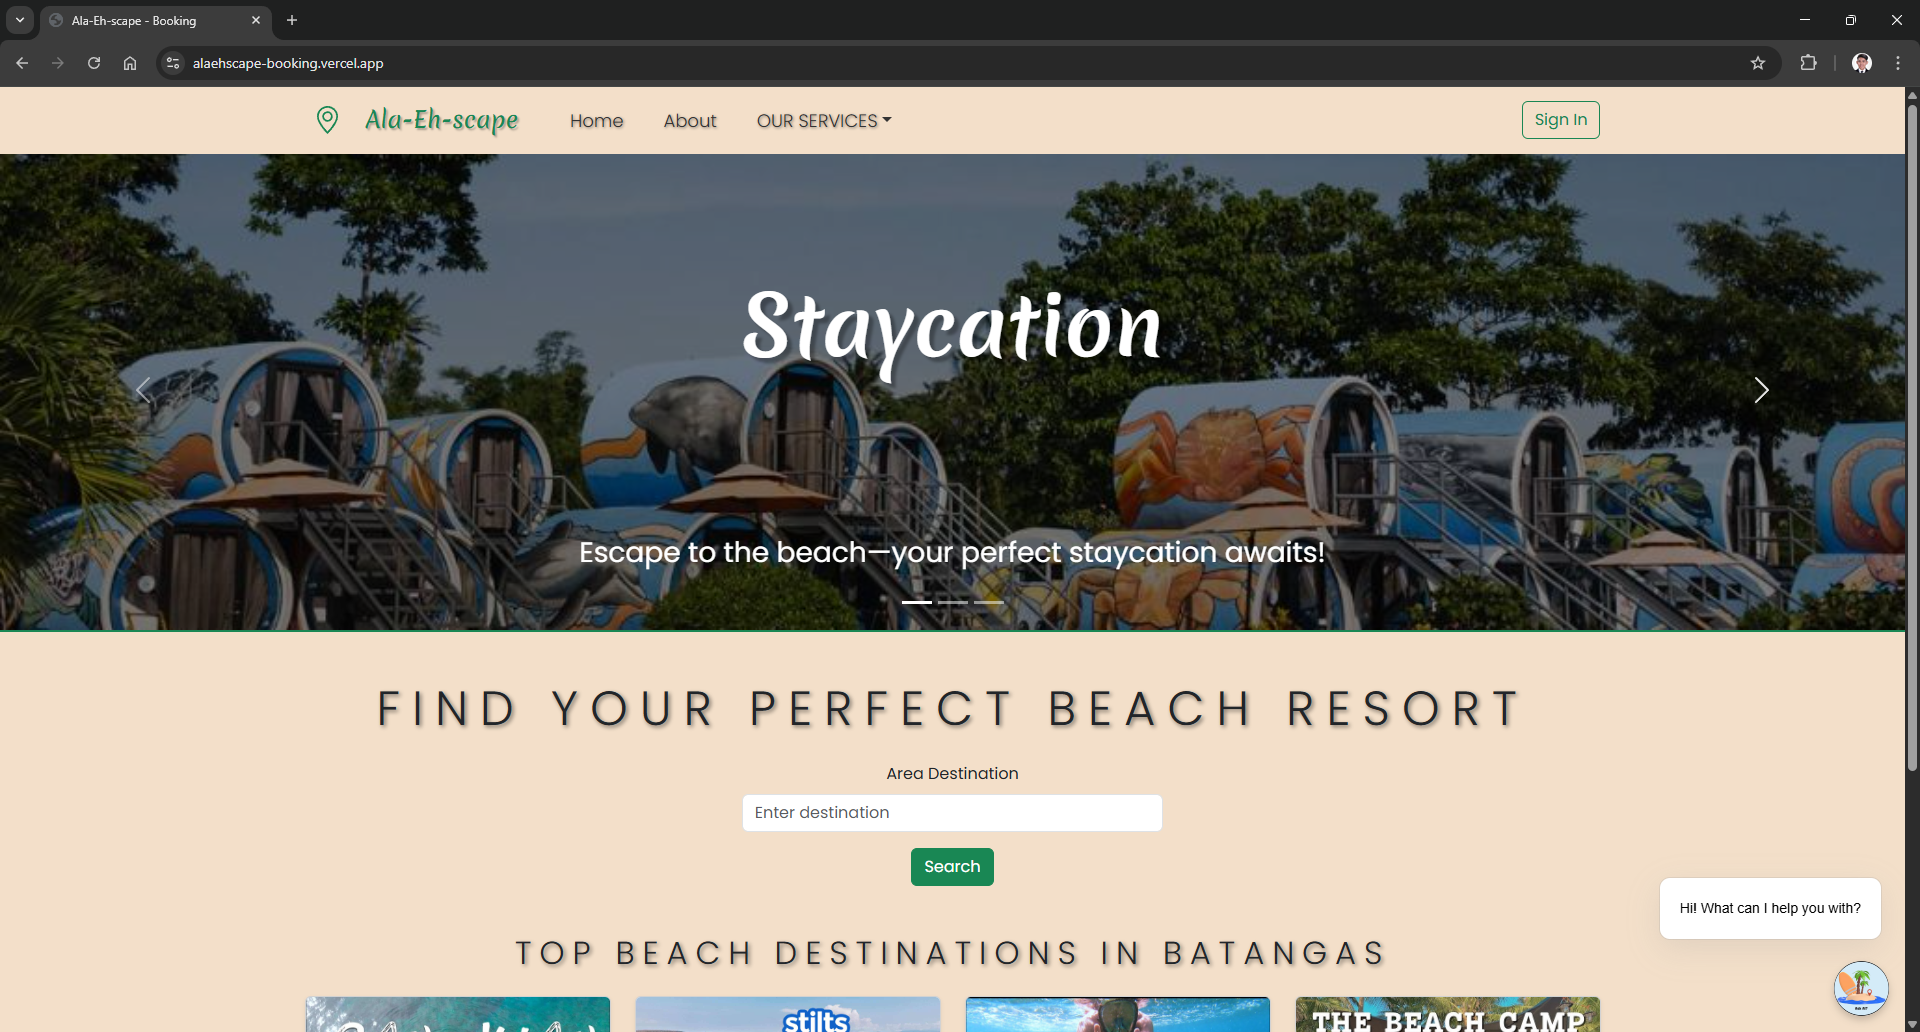 Ala-Eh-scape - Booking
alaehscape-booking.vercel.app
Ala-Eh-scape
Home
About
OUR SERVICES
Sign In
Staycation
Escape to the beach—your perfect staycation awaits!
FIND YOUR PERFECT BEACH RESORT
Area Destination
Enter destination
Search
Hi! What can I help you with?
TOP BEACH DESTINATIONS IN BATANGAS
stilts
THE BEACH CAMP